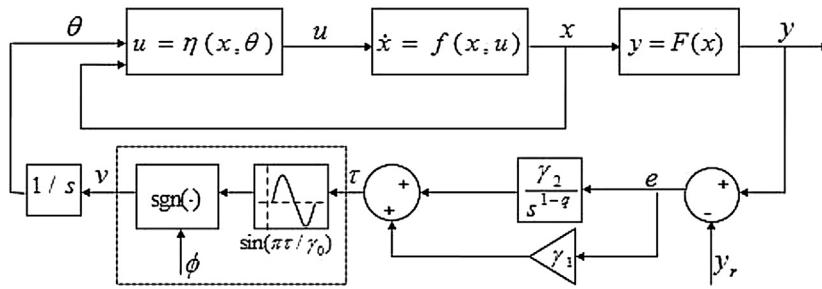 θ
u = η(x,θ)
u
ẋ = f(x,u)
x
y = F(x)
y
1 / s
v
sgn(·)
ϕ
sin(πτ / γ₀)
τ
+
+
γ₂
s^{1-q}
γ₁
e
+
-
y_r